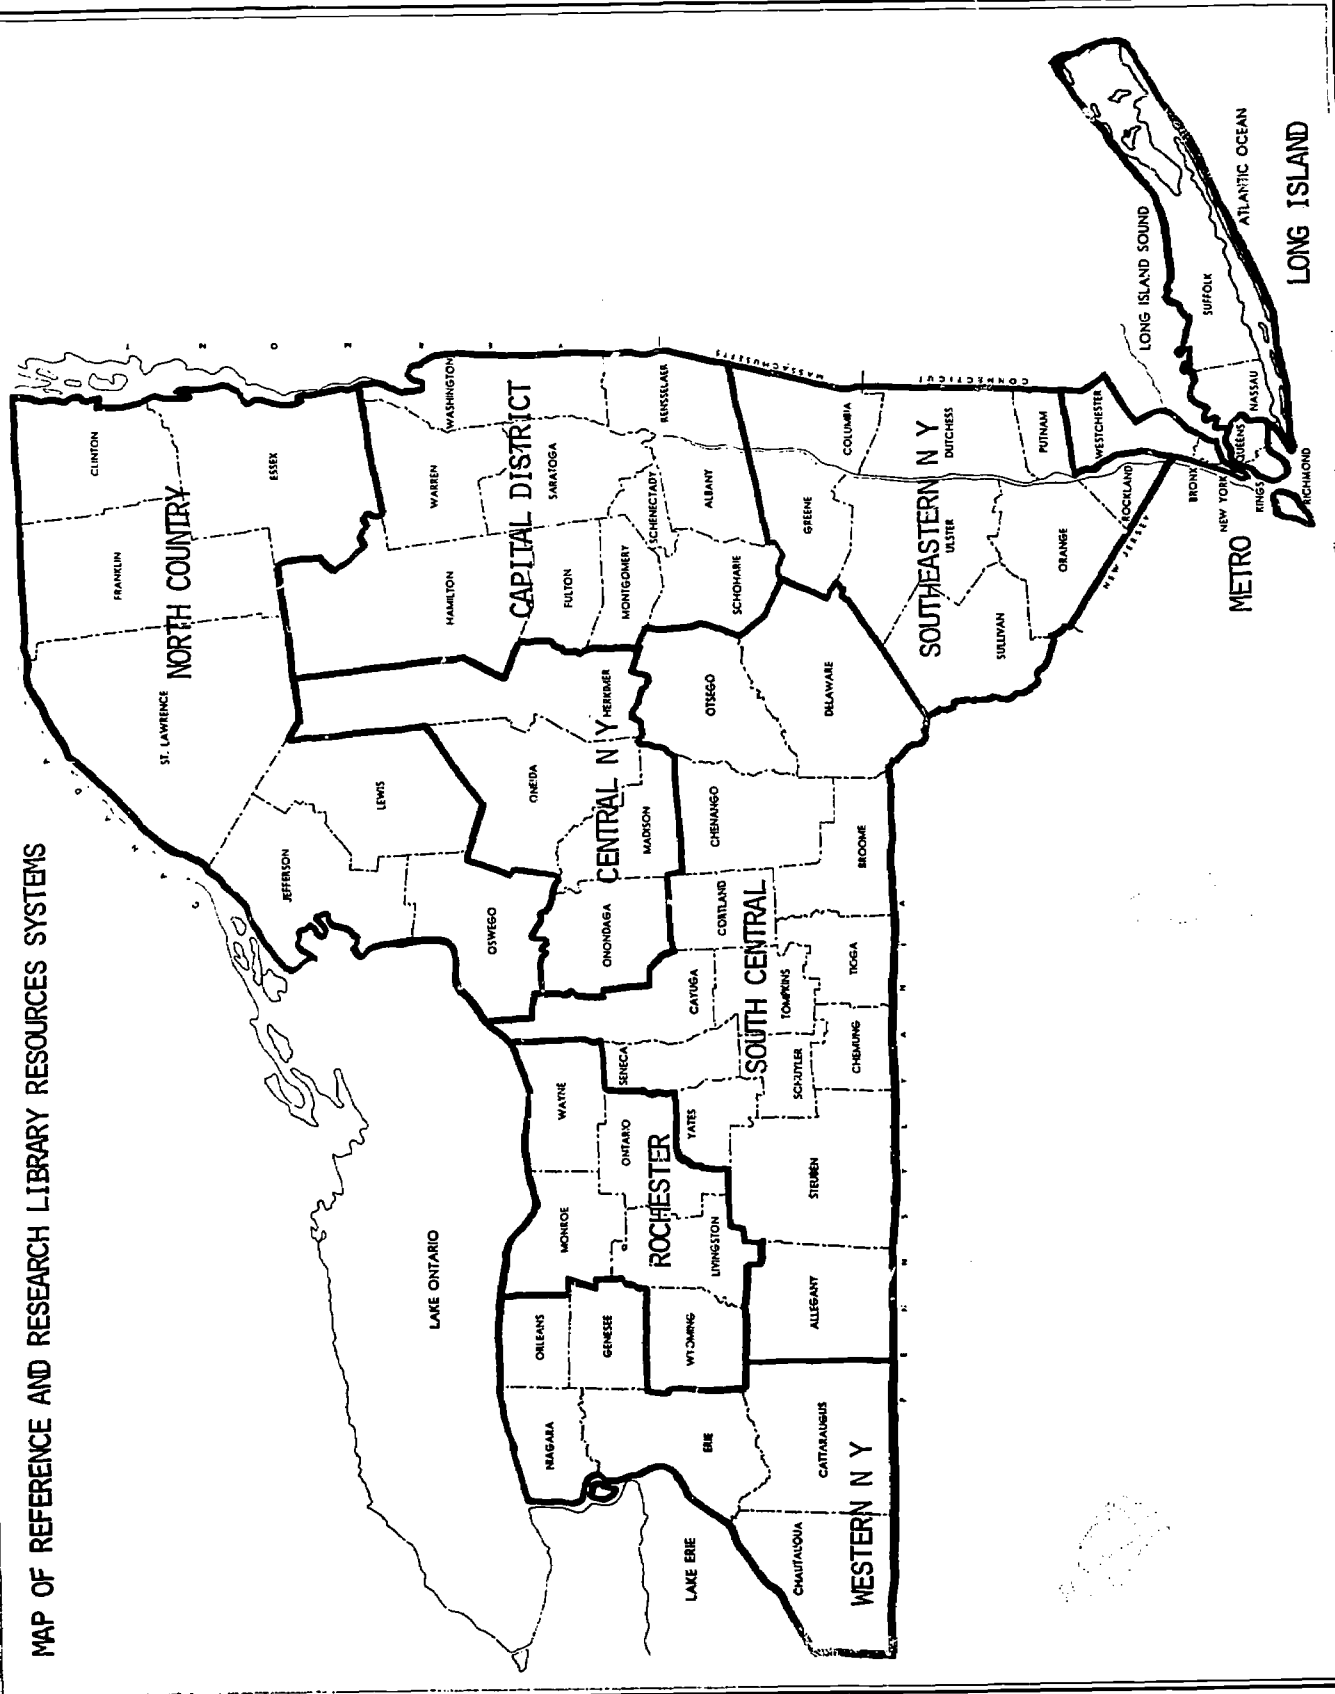 MAP OF REFERENCE AND RESEARCH LIBRARY RESOURCES SYSTEMS
CLINTON
FRANKLIN
ESSEX
NORTH COUNTRY
ST. LAWRENCE
JEFFERSON
LEWIS
OSWEGO
WARREN
WASHINGTON
HAMILTON
CAPITAL DISTRICT
SARATOGA
FULTON
MONTGOMERY
SCHENECTADY
RENSSELAER
ALBANY
SCHOHARIE
HERKIMER
ONEIDA
CENTRAL N Y
MADISON
ONONDAGA
OTSEGO
DELAWARE
CHENANGO
BROOME
CORTLAND
CAYUGA
SOUTH CENTRAL
TOMPKINS
TIOGA
SENECA
SCHUYLER
CHEMUNG
YATES
STEUBEN
ALLEGANY
WAYNE
ONTARIO
MONROE
ROCHESTER
LIVINGSTON
WYOMING
LAKE ONTARIO
ORLEANS
GENESEE
NIAGARA
ERIE
CATTARAUGUS
CHAUTAUQUA
WESTERN N Y
LAKE ERIE
MASSACHUSETTS
CONNECTICUT
COLUMBIA
GREENE
SOUTHEASTERN N Y
DUTCHESS
ULSTER
SULLIVAN
ORANGE
PUTNAM
ROCKLAND
NEW JERSEY
WESTCHESTER
BRONX
NEW YORK
QUEENS
KINGS
RICHMOND
METRO
NASSAU
SUFFOLK
LONG ISLAND SOUND
ATLANTIC OCEAN
LONG ISLAND